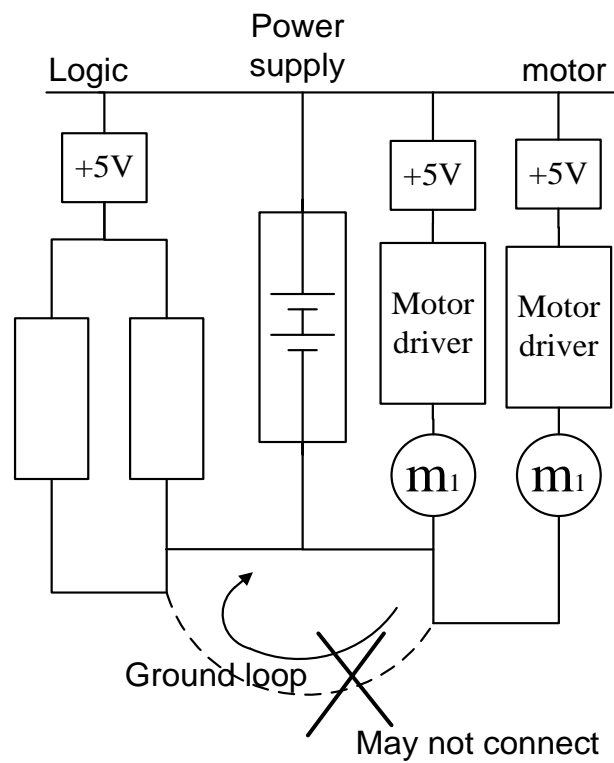 Power
supply
Logic
motor
+5V
+5V
+5V
Motor
driver
Motor
driver
m1
m1
Ground loop
May not connect